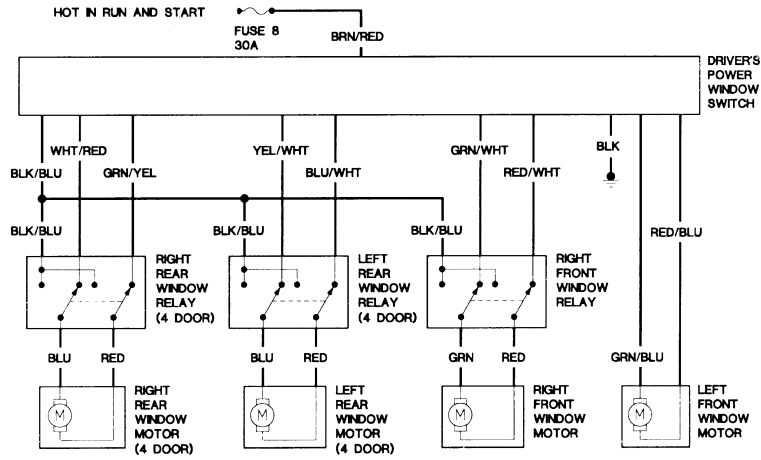 HOT IN RUN AND START
FUSE 8
30A
BRN/RED
DRIVER'S
POWER
WINDOW
SWITCH
WHT/RED
YEL/WHT
GRN/WHT
BLK
BLK/BLU
GRN/YEL
BLU/WHT
RED/WHT
BLK/BLU
BLK/BLU
BLK/BLU
RED/BLU
RIGHT
REAR
WINDOW
RELAY
(4 DOOR)
LEFT
REAR
WINDOW
RELAY
(4 DOOR)
RIGHT
FRONT
WINDOW
RELAY
BLU
RED
BLU
RED
GRN
RED
GRN/BLU
M
RIGHT
REAR
WINDOW
MOTOR
(4 DOOR)
M
LEFT
REAR
WINDOW
MOTOR
(4 DOOR)
M
RIGHT
FRONT
WINDOW
MOTOR
M
LEFT
FRONT
WINDOW
MOTOR